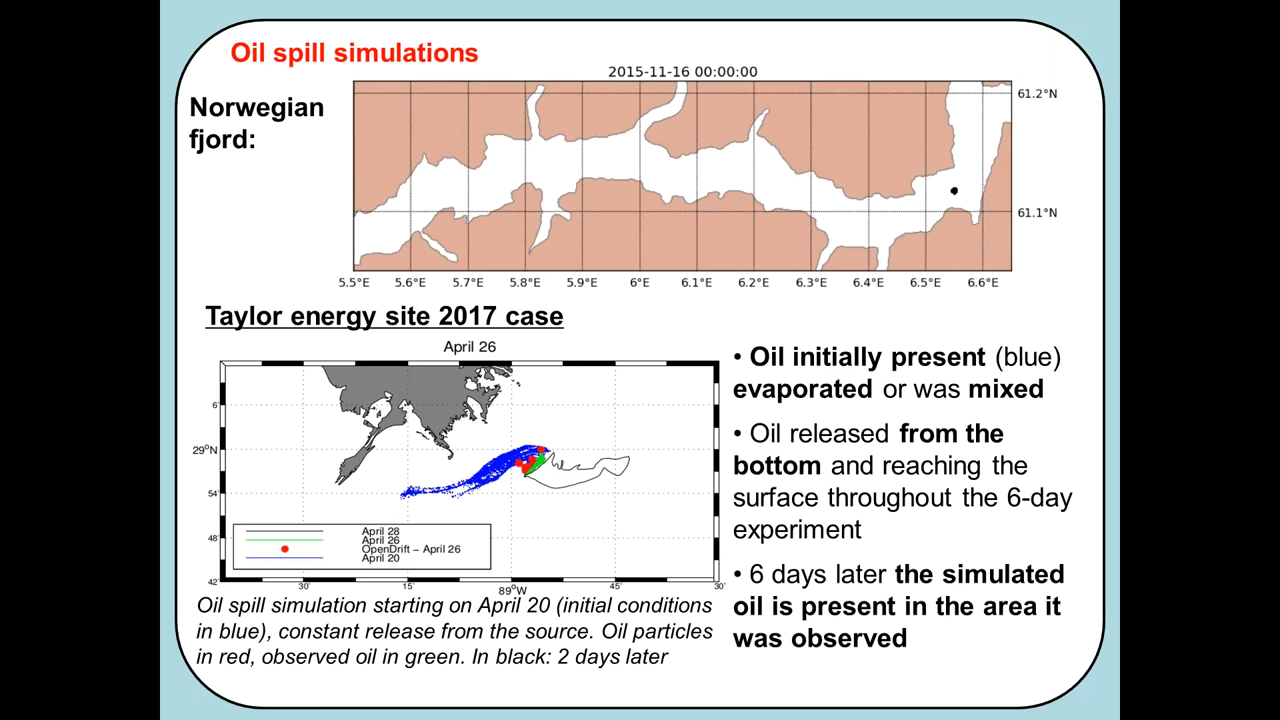 Oil spill simulations
2015-11-16 00:00:00
Norwegian
fjord:
61.2°N
61.1°N
5.5°E 5.6°E 5.7°E 5.8°E 5.9°E 6°E 6.1°E 6.2°E 6.3°E 6.4°E 6.5°E 6.6°E
Taylor energy site 2017 case
April 26
6'
29°N
54'
48'
42'
30' 15' 89°W 45' 30'
April 28
April 26
OpenDrift – April 26
April 20
Oil spill simulation starting on April 20 (initial conditions
in blue), constant release from the source. Oil particles
in red, observed oil in green. In black: 2 days later
• Oil initially present (blue)
evaporated or was mixed
• Oil released from the
bottom and reaching the
surface throughout the 6-day
experiment
• 6 days later the simulated
oil is present in the area it
was observed